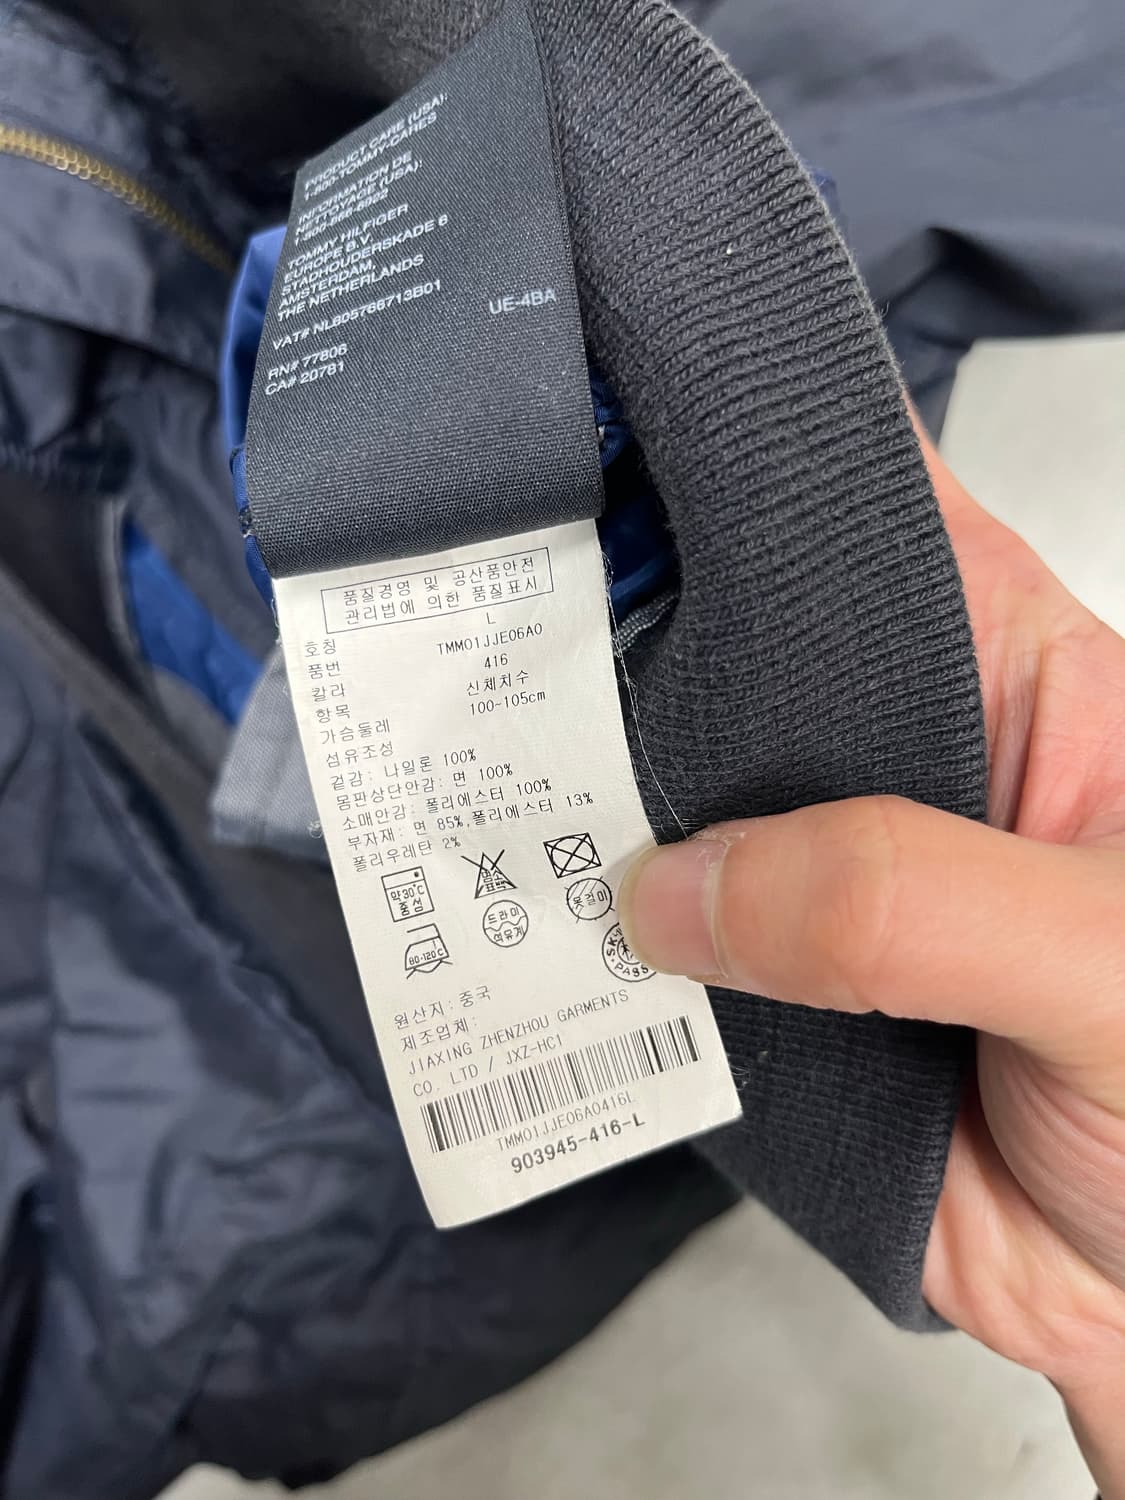 PRODUCT CARE (USA):
1-800-TOMMY-CARES
INFORMATION DE
NETTOYAGE (USA):
1-800-866-6922
TOMMY HILFIGER
EUROPE B.V.
STADHOUDERSKADE 6
AMSTERDAM,
THE NETHERLANDS
VAT# NL805768713B01
UE-4BA
RN# 77806
CA# 20781
품질경영 및 공산품안전
관리법에 의한 품질표시
호칭 L
품번 TMM01JJE06A0
칼라 416
항목 신체치수
가슴둘레 100~105cm
섬유조성
겉감: 나일론 100%
몸판상단안감: 면 100%
소매안감: 폴리에스터 100%
부자재: 면 85%,폴리에스터 13%
폴리우레탄 2%
약30℃
중성
염소
표백
드라이
석유계
옷걸이
80-120℃
PASS
원산지: 중국
제조업체:
JIAXING ZHENZHOU GARMENTS
CO. LTD / JXZ-HC1
TMM01JJE06A0416L
903945-416-L